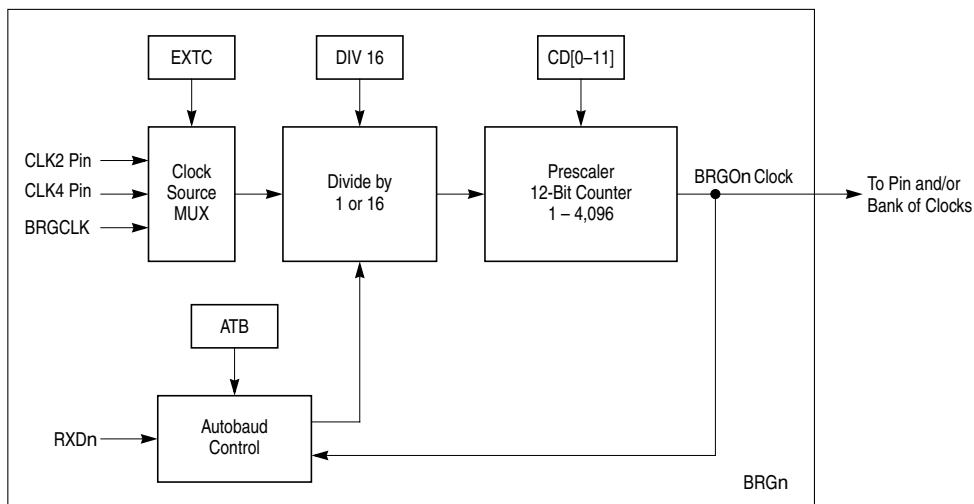 EXTC
DIV 16
CD[0–11]
CLK2 Pin
CLK4 Pin
BRGCLK
Clock
Source
MUX
Divide by
1 or 16
Prescaler
12-Bit Counter
1 – 4,096
BRGOn Clock
To Pin and/or
Bank of Clocks
ATB
RXDn
Autobaud
Control
BRGn